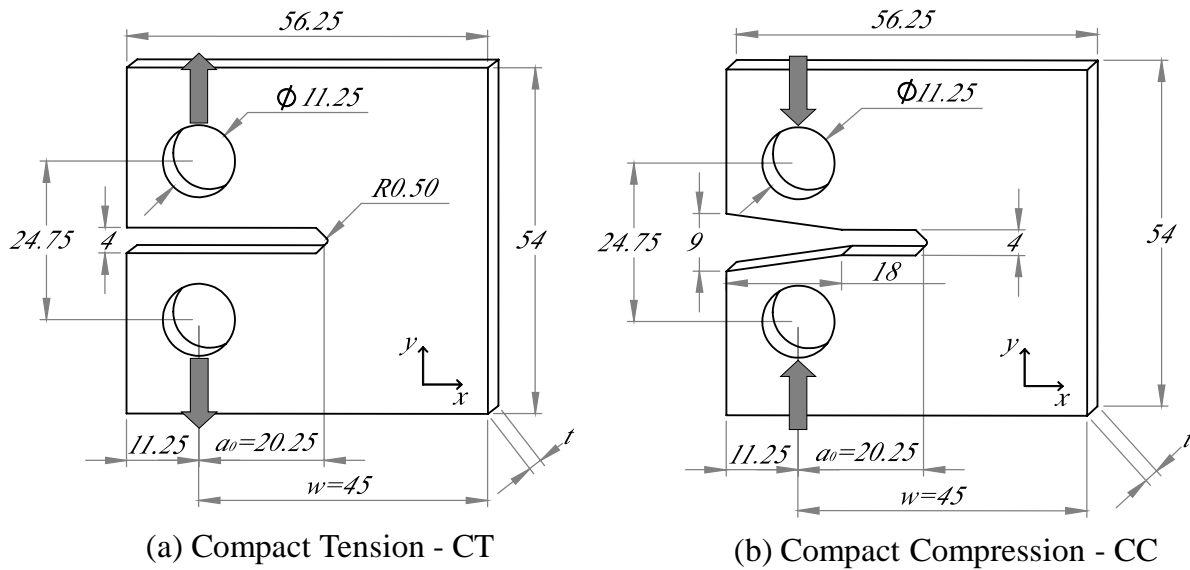 56.25
ϕ 11.25
R0.50
24.75
4
54
y
x
11.25
a₀=20.25
t
w=45
(a) Compact Tension - CT
56.25
ϕ11.25
24.75
9
4
54
18
y
x
11.25
a₀=20.25
t
w=45
(b) Compact Compression - CC